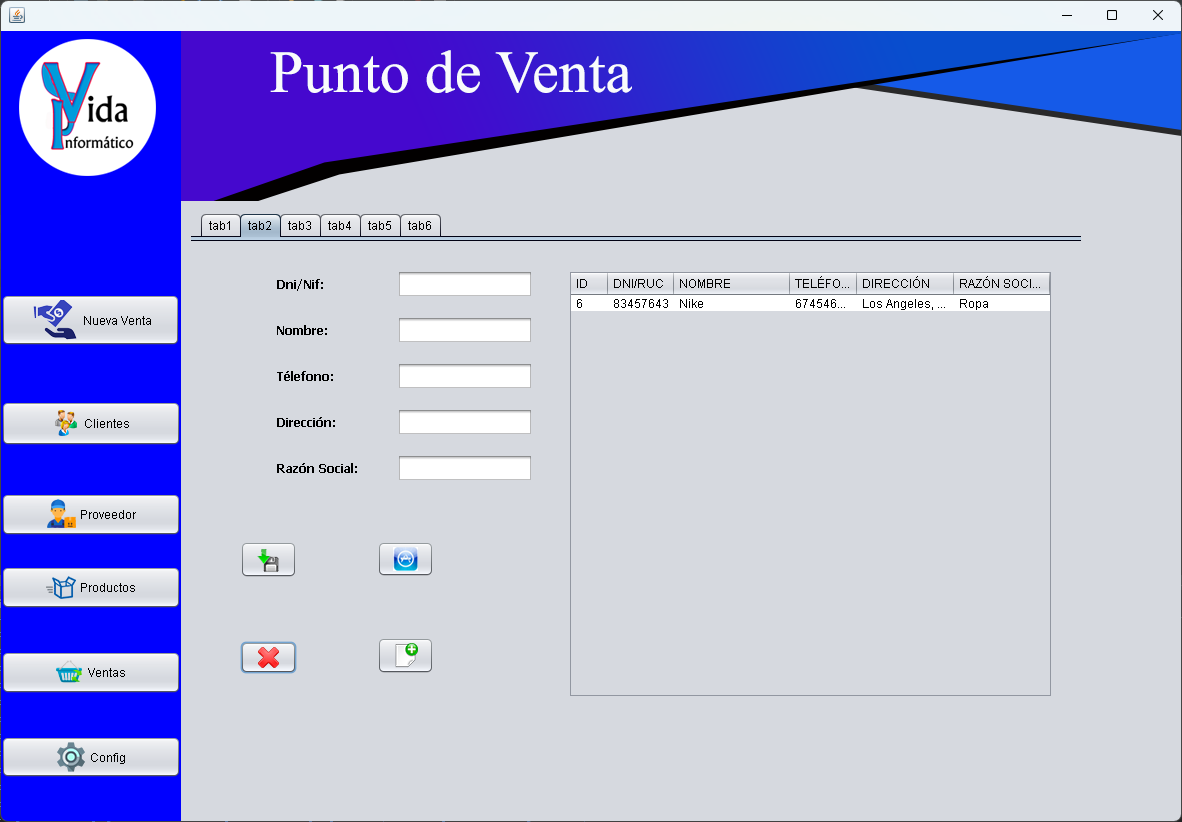 Vida
Informático
Punto de Venta
tab1 tab2 tab3 tab4 tab5 tab6
Nueva Venta
Clientes
Proveedor
Productos
Ventas
Config
Dni/Nif:
Nombre:
Télefono:
Dirección:
Razón Social:
ID DNI/RUC NOMBRE TELÉFO... DIRECCIÓN RAZÓN SOCI...
6 83457643 Nike 674546... Los Angeles, ... Ropa